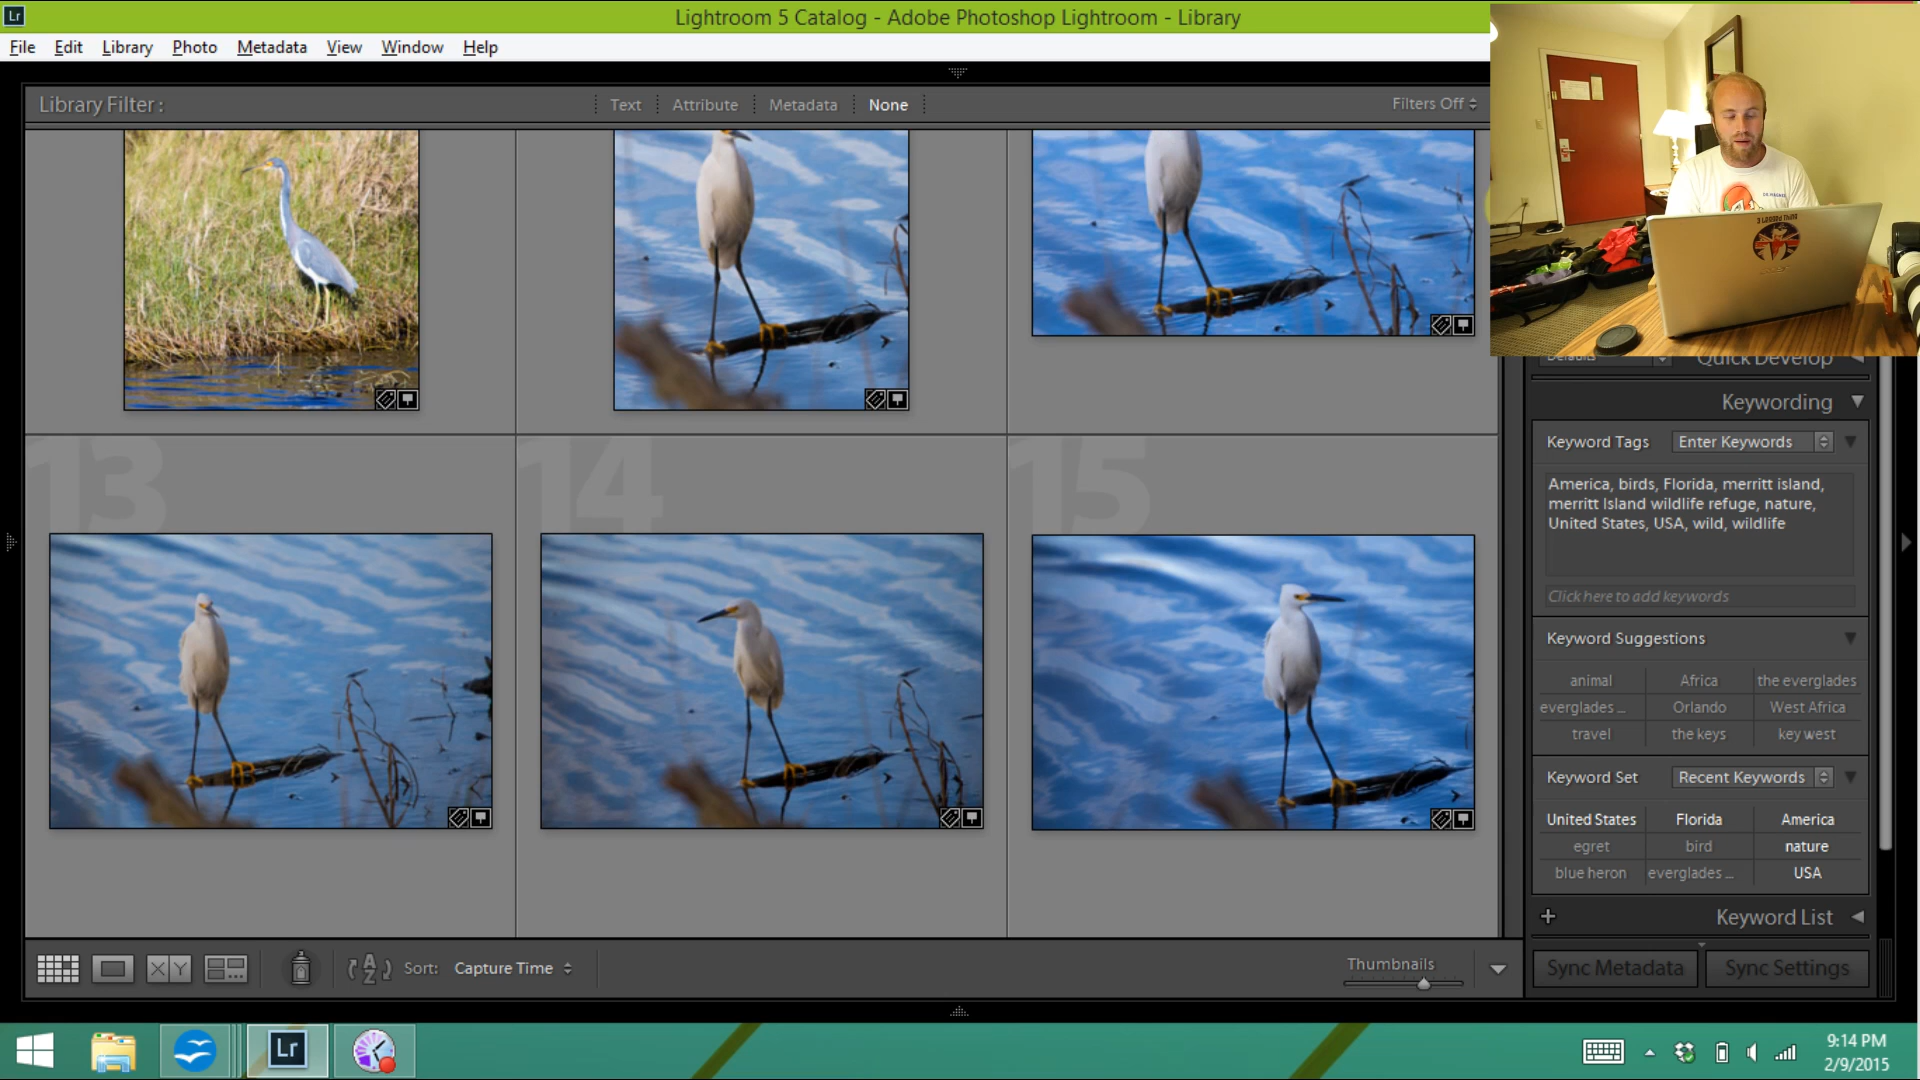 Lr
Lightroom 5 Catalog - Adobe Photoshop Lightroom - Library
File Edit Library Photo Metadata View Window Help
Library Filter :
Text Attribute Metadata None
Filters Off
Quick Develop
Keywording
Keyword Tags Enter Keywords
America, birds, Florida, merritt island,
merritt Island wildlife refuge, nature,
United States, USA, wild, wildlife
Click here to add keywords
Keyword Suggestions
animal Africa the everglades
everglades ... Orlando West Africa
travel the keys key west
Keyword Set Recent Keywords
United States Florida America
egret bird nature
blue heron everglades ... USA
Keyword List
13 14 15
Sort: Capture Time
Thumbnails
Sync Metadata Sync Settings
XY
AZ
Lr
9:14 PM
2/9/2015